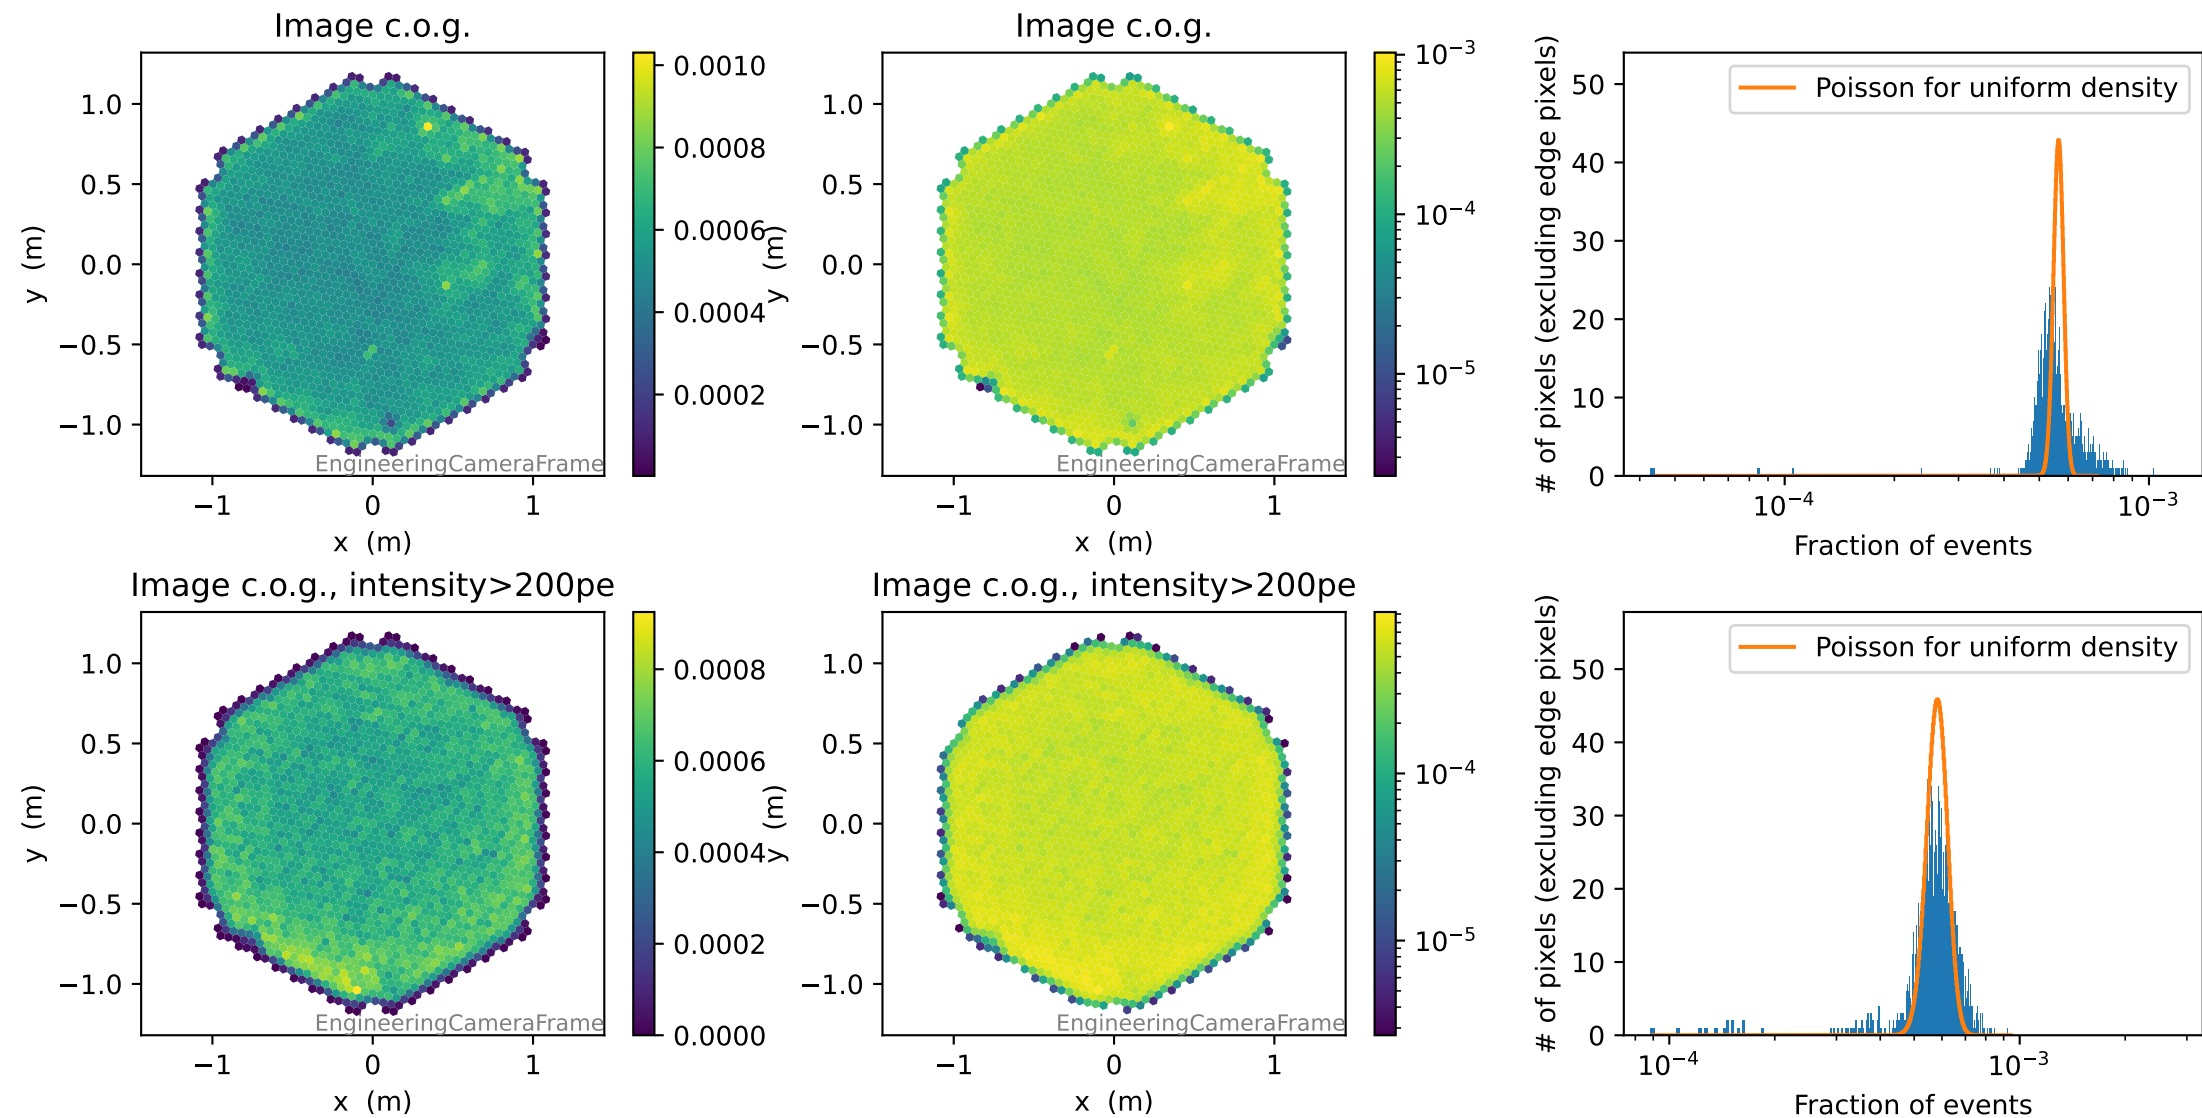 Image c.o.g.
1.0
0.5
0.0
−0.5
−1.0
y (m)
−1
0
1
x (m)
EngineeringCameraFrame
0.0010
0.0008
0.0006
0.0004
0.0002
Image c.o.g.
1.0
0.5
0.0
−0.5
−1.0
y (m)
−1
0
1
x (m)
EngineeringCameraFrame
10⁻³
10⁻⁴
10⁻⁵
Poisson for uniform density
50
40
30
20
10
0
# of pixels (excluding edge pixels)
10⁻⁴
10⁻³
Fraction of events
Image c.o.g., intensity>200pe
1.0
0.5
0.0
−0.5
−1.0
y (m)
−1
0
1
x (m)
EngineeringCameraFrame
0.0008
0.0006
0.0004
0.0002
0.0000
Image c.o.g., intensity>200pe
1.0
0.5
0.0
−0.5
−1.0
y (m)
−1
0
1
x (m)
EngineeringCameraFrame
10⁻⁴
10⁻⁵
Poisson for uniform density
50
40
30
20
10
0
# of pixels (excluding edge pixels)
10⁻⁴
10⁻³
Fraction of events